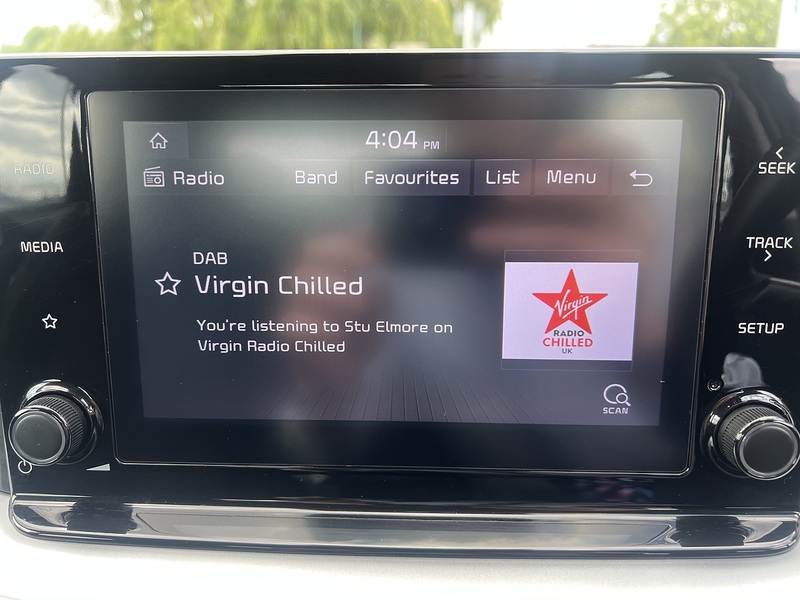 4:04 PM
RADIO
Radio
Band
Favourites
List
Menu
SEEK
MEDIA
TRACK
DAB
Virgin Chilled
You're listening to Stu Elmore on
Virgin Radio Chilled
Virgin
RADIO
CHILLED
UK
SETUP
SCAN